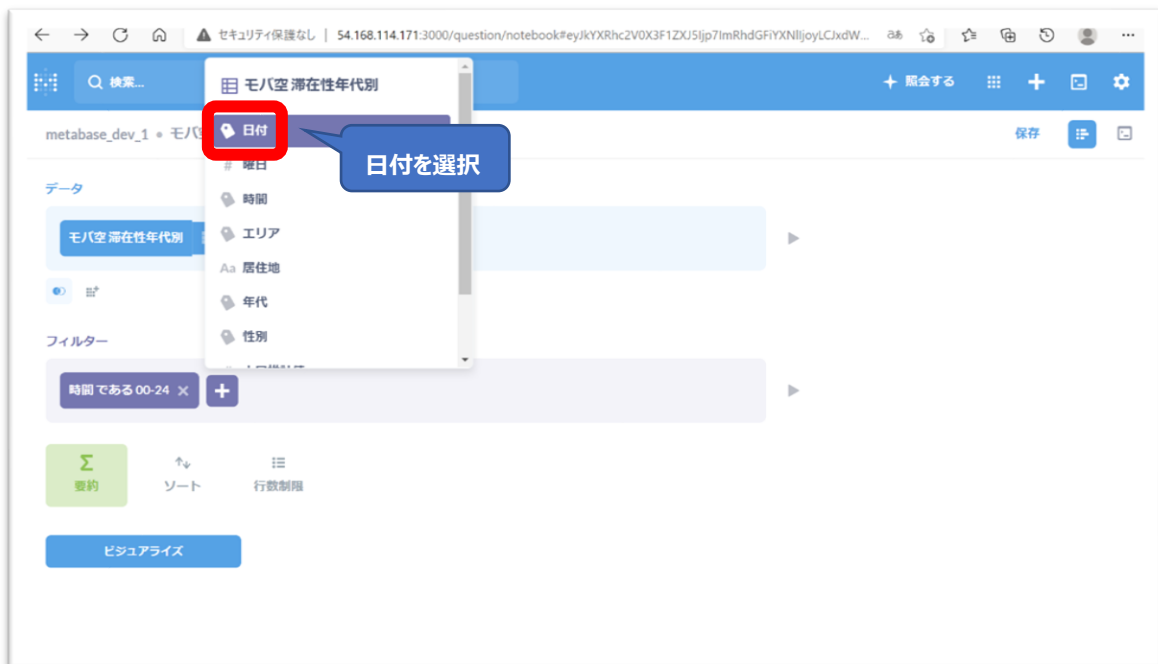 セキュリティ保護なし | 54.168.114.171:3000/question/notebook#eyJkYXRhc2V0X3F1ZXJ5Ijp7ImRhdGFiYXNlIjoyLCJxdW...
検索...
照会する
モバ空 滞在性年代別
metabase_dev_1 • モバ空
保存
日付
日付を選択
# 曜日
時間
エリア
Aa 居住地
年代
性別
データ
モバ空 滞在性年代別
フィルター
時間 である 00-24 ×
+
Σ
要約
ソート
行数制限
ビジュアライズ